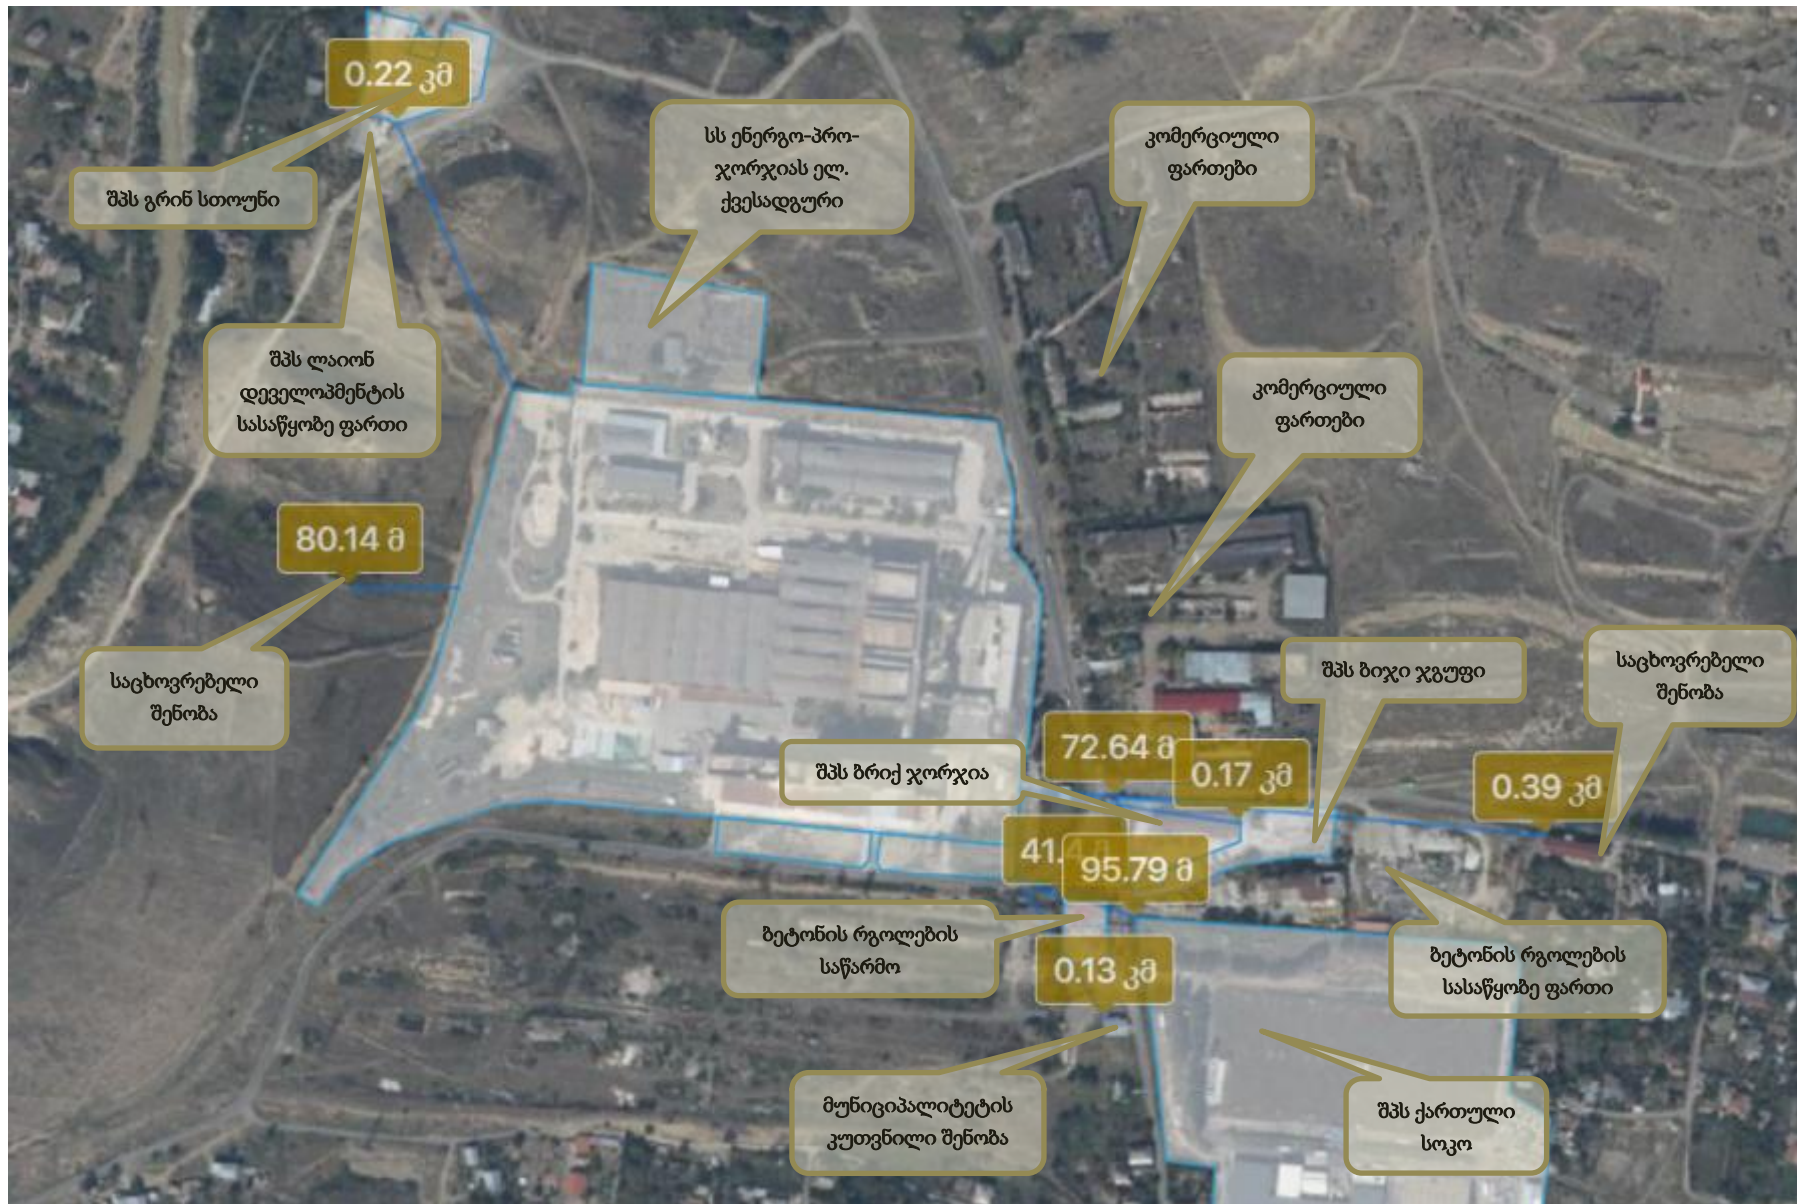 0.22 კმ
შპს გრინ სთოუნი
სს ენერგო-პრო-
ჯორჯიას ელ.
ქვესადგური
კომერციული
ფართები
შპს ლაიონ
დეველოპმენტის
სასაწყობე ფართი
კომერციული
ფართები
80.14 მ
საცხოვრებელი
შენობა
შპს ბიჯი ჯგუფი
საცხოვრებელი
შენობა
72.64 მ
შპს ბრიქ ჯორჯია
0.17 კმ
0.39 კმ
41.4
95.79 მ
ბეტონის რგოლების
საწარმო
0.13 კმ
ბეტონის რგოლების
სასაწყობე ფართი
მუნიციპალიტეტის
კუთვნილი შენობა
შპს ქართული
სოკო